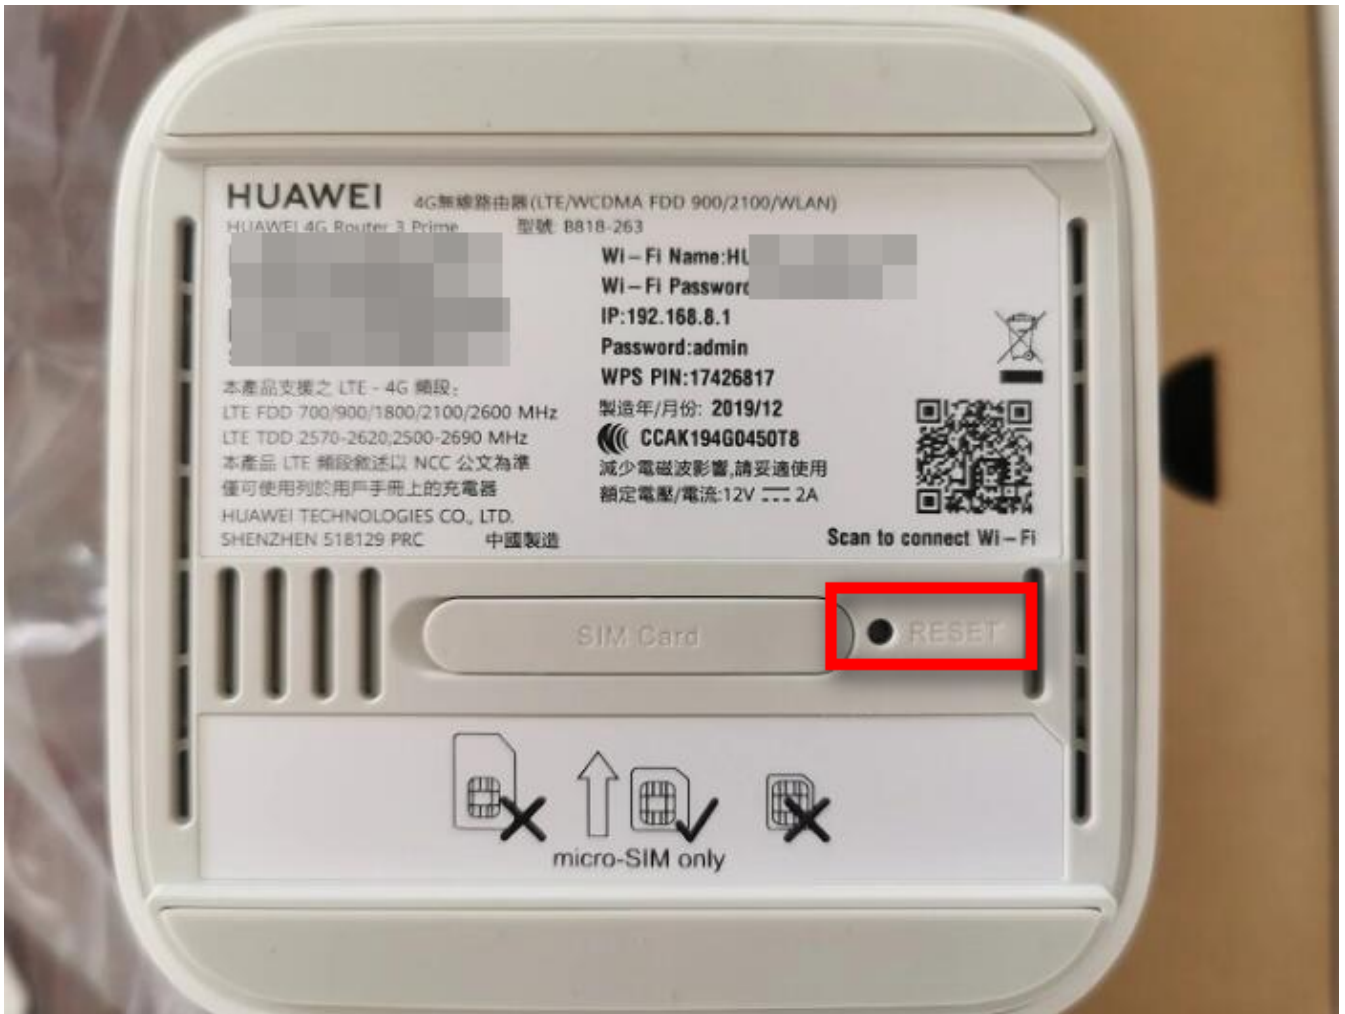 HUAWEI 4G無線路由器(LTE/WCDMA FDD 900/2100/WLAN)
HUAWEI 4G Router 3 Prime 型號: B818-263
Wi-Fi Name:HU
Wi-Fi Password
IP:192.168.8.1
Password:admin
WPS PIN:17426817
製造年/月份: 2019/12
CCAK194G0450T8
減少電磁波影響,請妥適使用
額定電壓/電流:12V 2A
本產品支援之 LTE - 4G 頻段:
LTE FDD 700/900/1800/2100/2600 MHz
LTE TDD 2570-2620,2500-2690 MHz
本產品 LTE 頻段敘述以 NCC 公文為準
僅可使用列於用戶手冊上的充電器
HUAWEI TECHNOLOGIES CO., LTD.
SHENZHEN 518129 PRC 中國製造
Scan to connect Wi-Fi
SIM Card
RESET
micro-SIM only